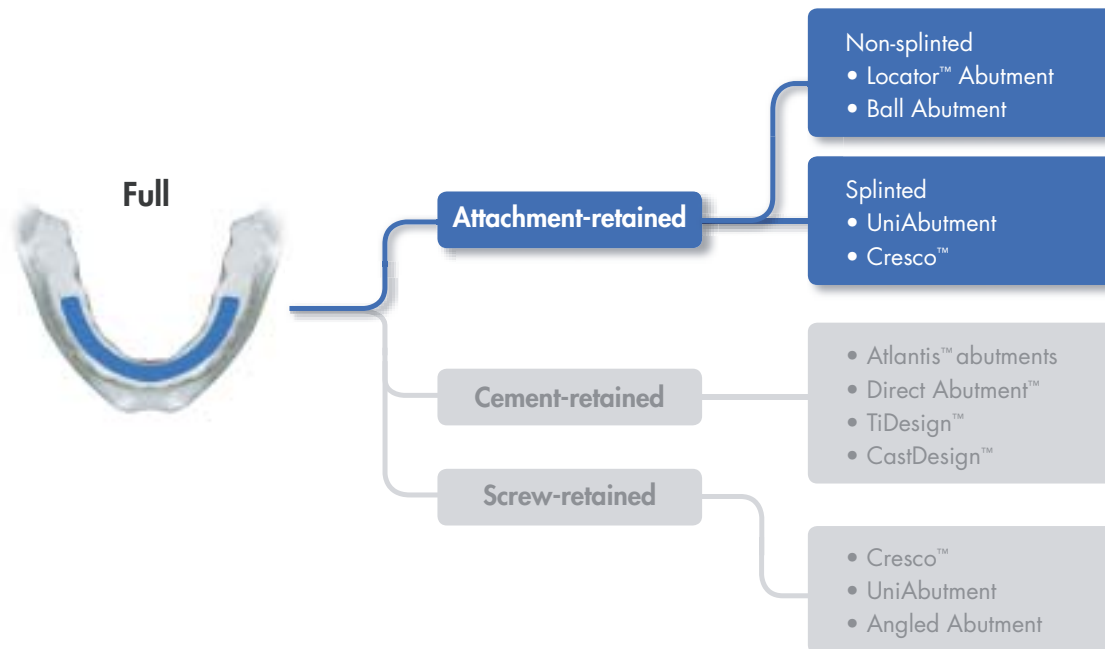 Full
Attachment-retained
Non-splinted
• Locator™ Abutment
• Ball Abutment
Splinted
• UniAbutment
• Cresco™
Cement-retained
• Atlantis™ abutments
• Direct Abutment™
• TiDesign™
• CastDesign™
Screw-retained
• Cresco™
• UniAbutment
• Angled Abutment